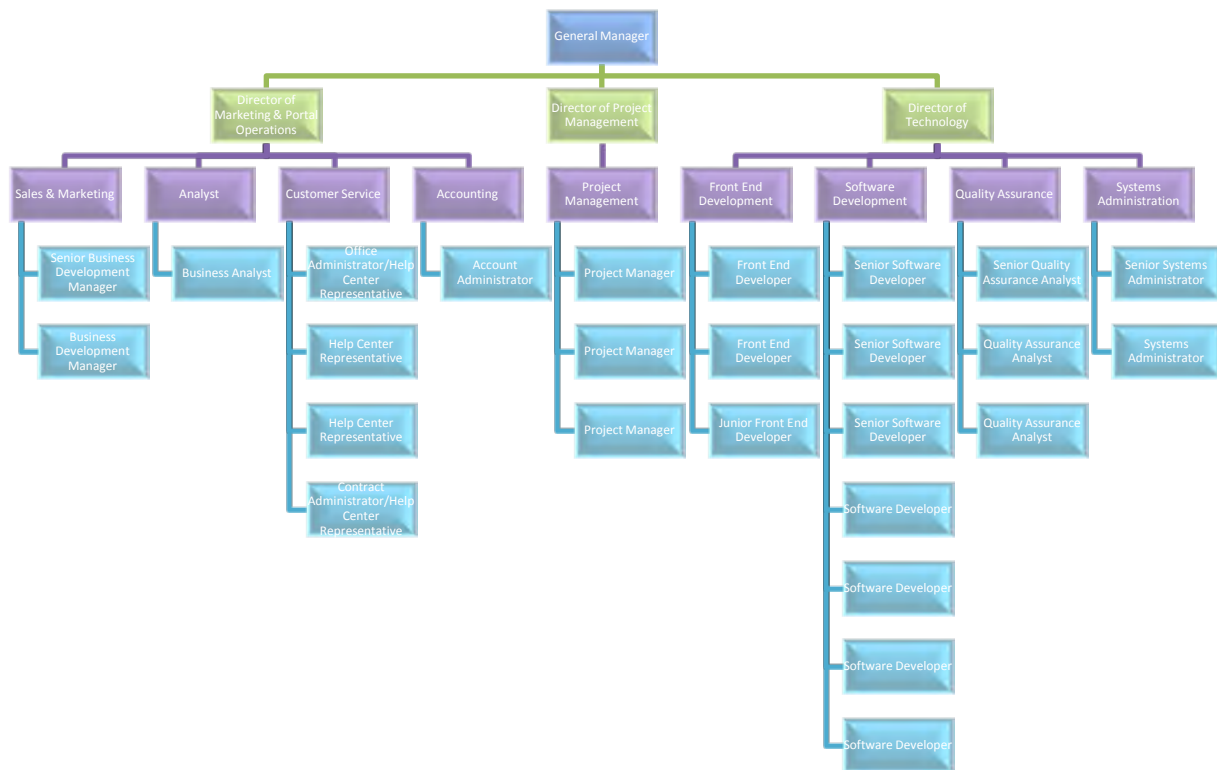 General Manager
Director of
Marketing & Portal
Operations
Director of Project
Management
Director of
Technology
Sales & Marketing
Analyst
Customer Service
Accounting
Project
Management
Front End
Development
Software
Development
Quality Assurance
Systems
Administration
Senior Business
Development
Manager
Business
Development
Manager
Business Analyst
Office
Administrator/Help
Center
Representative
Help Center
Representative
Help Center
Representative
Contract
Administrator/Help
Center
Representative
Account
Administrator
Project Manager
Project Manager
Project Manager
Front End
Developer
Front End
Developer
Junior Front End
Developer
Senior Software
Developer
Senior Software
Developer
Senior Software
Developer
Software Developer
Software Developer
Software Developer
Software Developer
Senior Quality
Assurance Analyst
Quality Assurance
Analyst
Quality Assurance
Analyst
Senior Systems
Administrator
Systems
Administrator